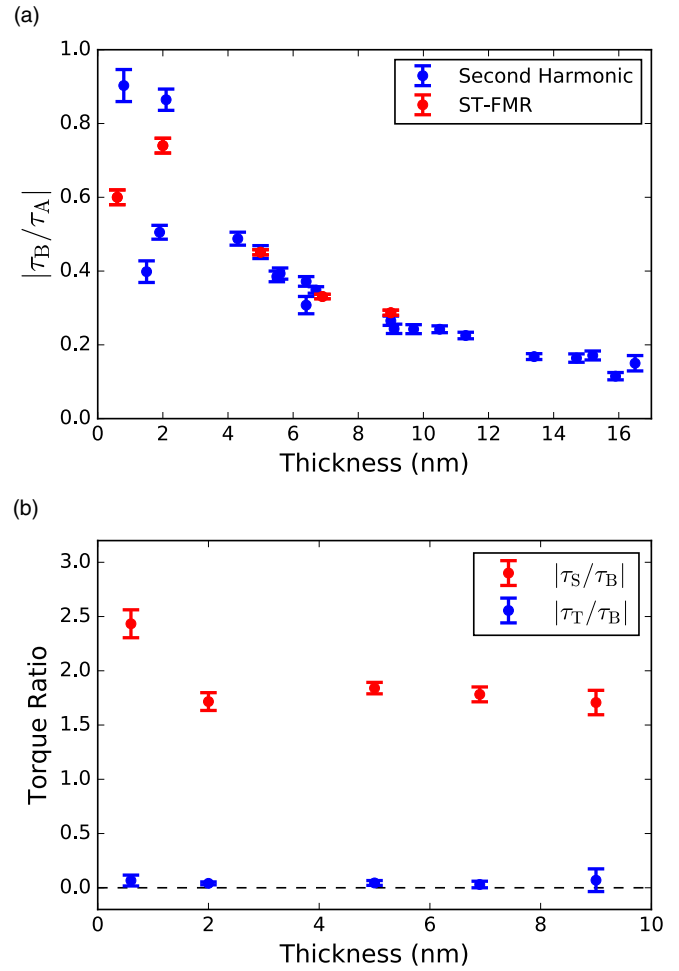 (a)
1.0
0.8
0.6
0.4
0.2
0.0
|τB/τA|
Second Harmonic
ST-FMR
0 2 4 6 8 10 12 14 16
Thickness (nm)
(b)
3.0
2.5
2.0
1.5
1.0
0.5
0.0
Torque Ratio
|τS/τB|
|τT/τB|
0 2 4 6 8 10
Thickness (nm)